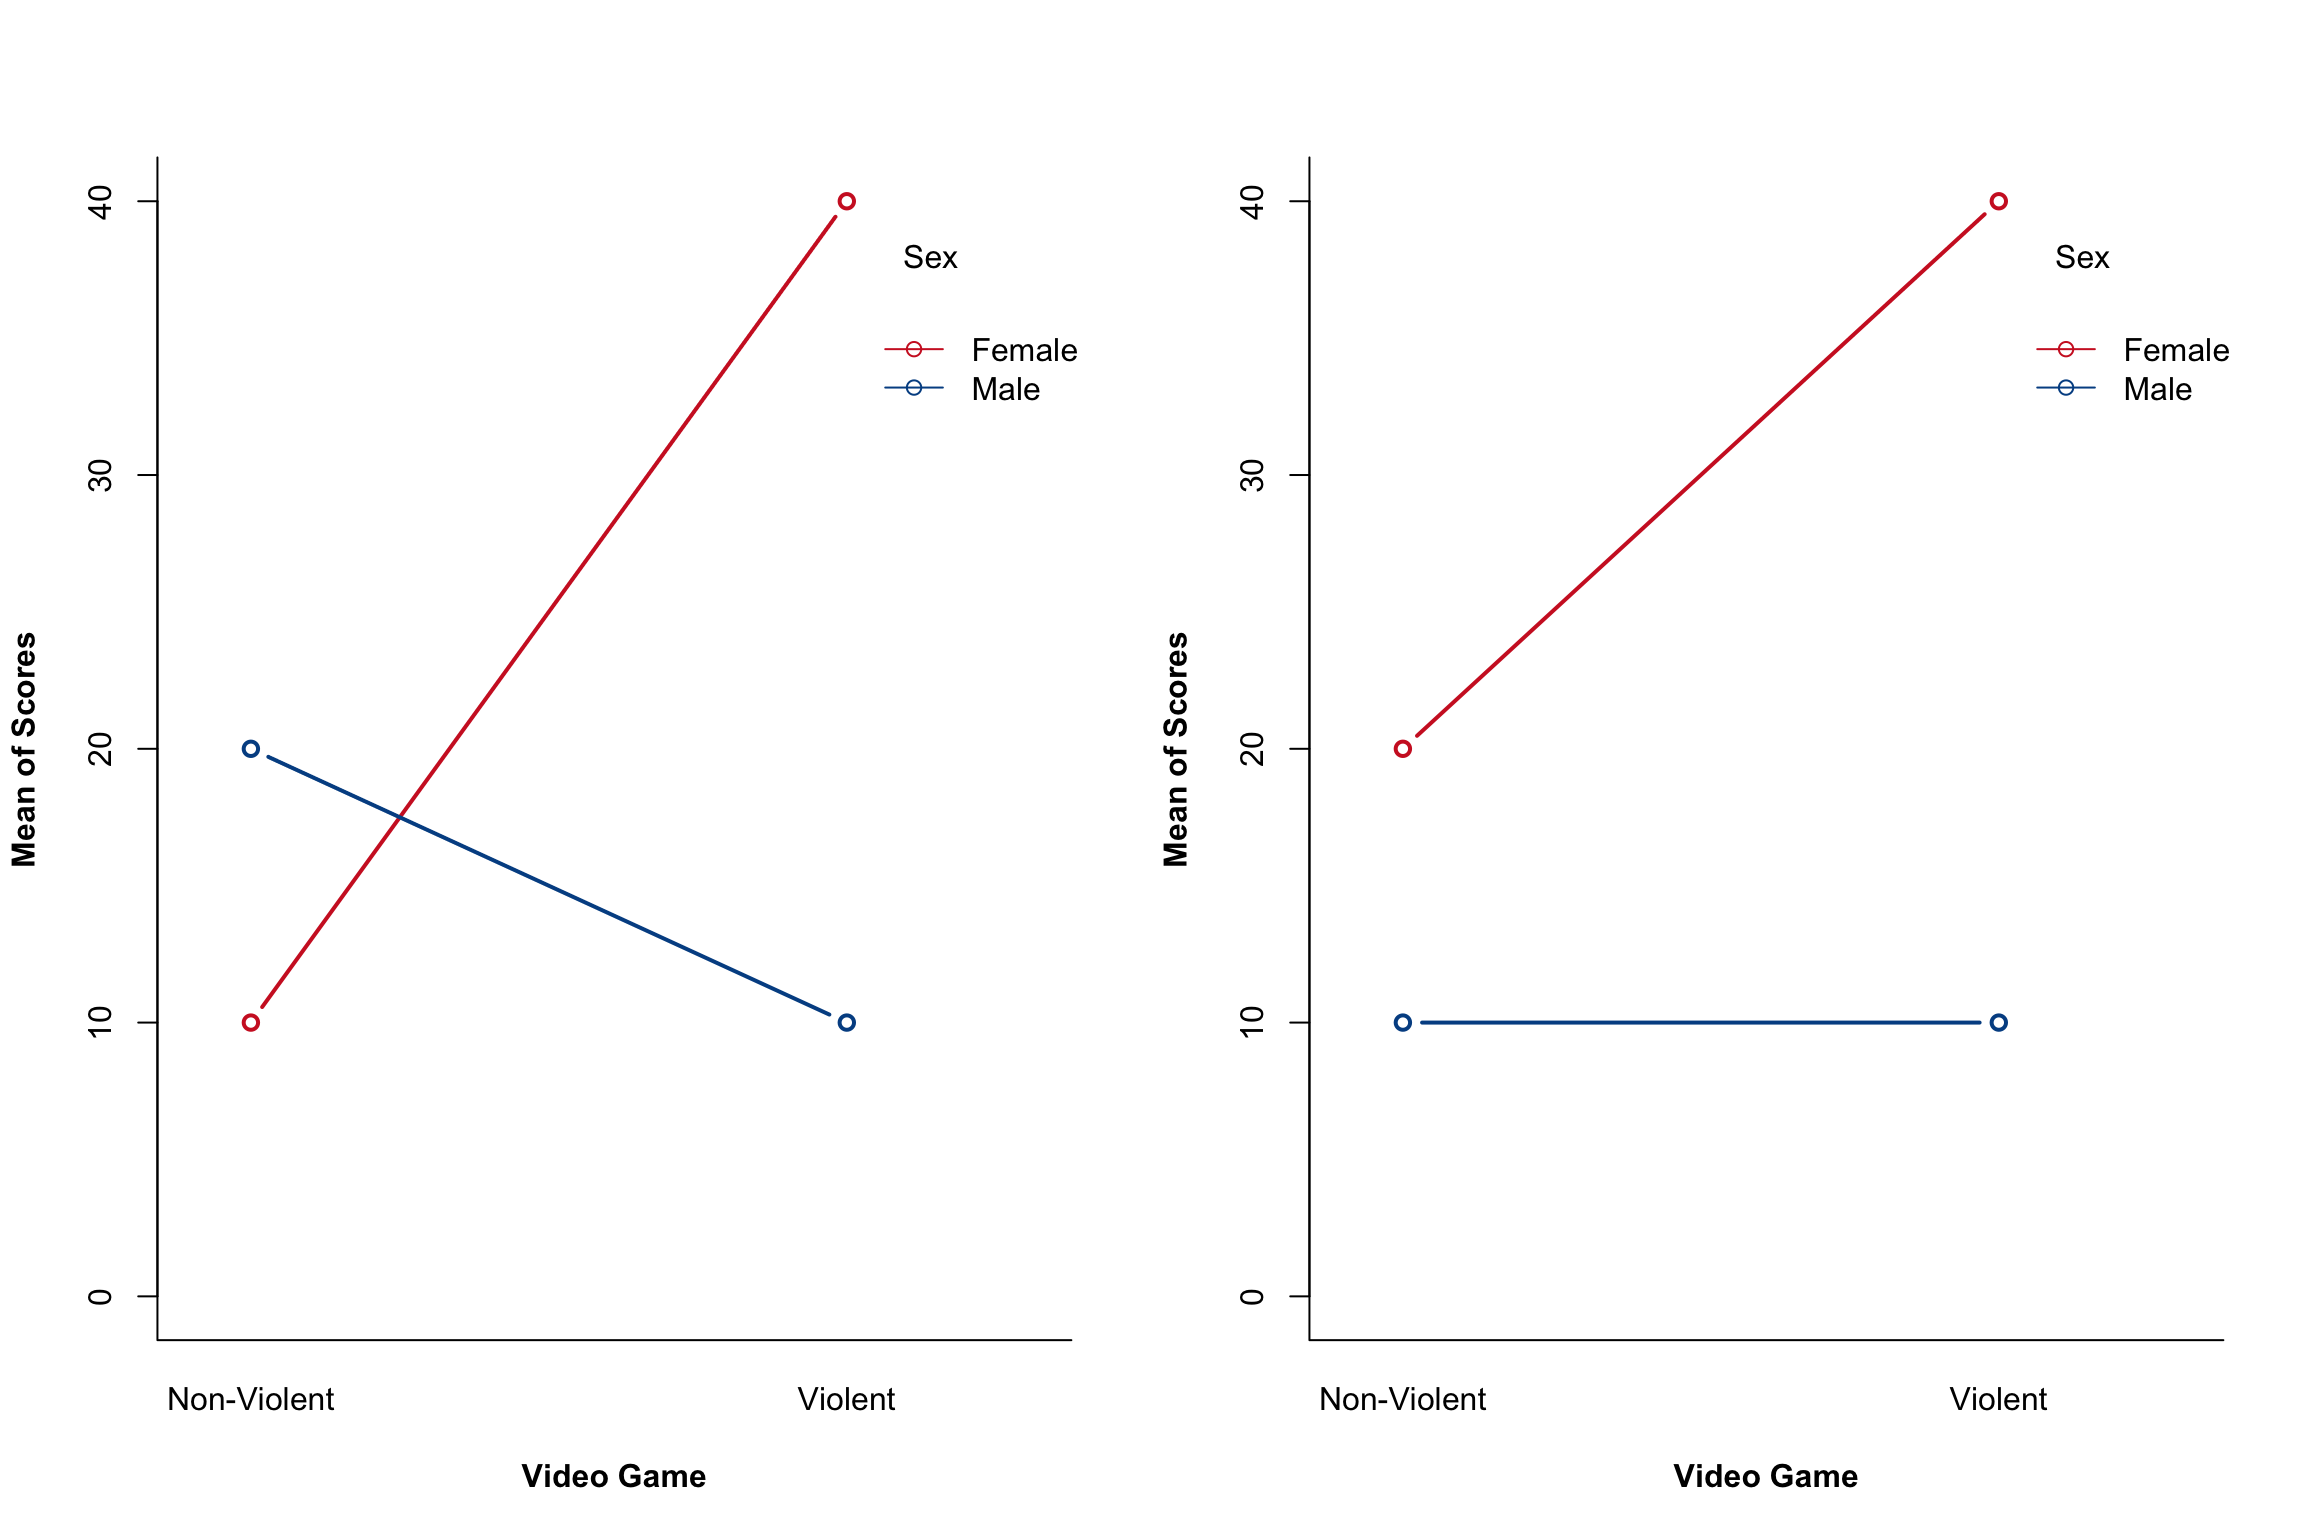 40
30
20
10
0
Mean of Scores
Sex
Female
Male
Non-Violent
Violent
Video Game
40
30
20
10
0
Mean of Scores
Sex
Female
Male
Non-Violent
Violent
Video Game